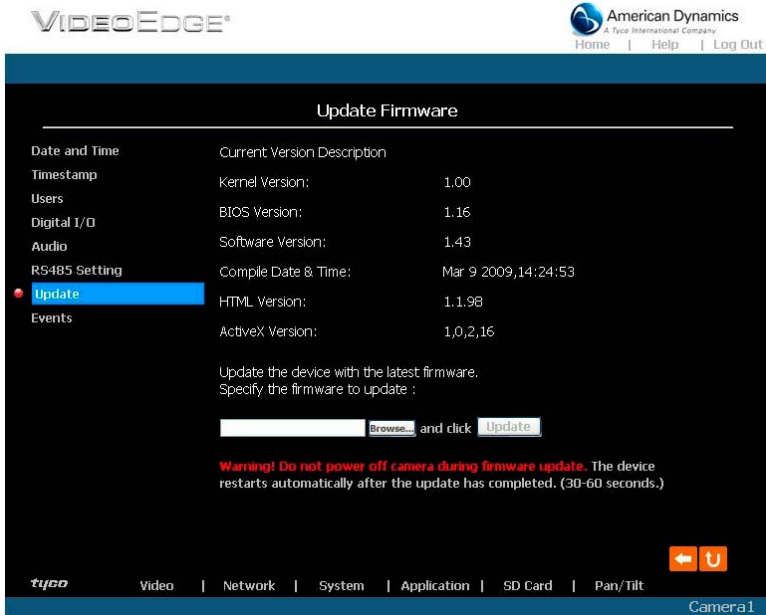 VIDEOEDGE®
American Dynamics
A Tyco International Company
Home | Help | Log Out
Update Firmware
Date and Time
Timestamp
Users
Digital I/O
Audio
RS485 Setting
Update
Events
Current Version Description
Kernel Version: 1.00
BIOS Version: 1.16
Software Version: 1.43
Compile Date & Time: Mar 9 2009,14:24:53
HTML Version: 1.1.98
ActiveX Version: 1,0,2,16
Update the device with the latest firmware.
Specify the firmware to update :
Browse... and click Update
Warning! Do not power off camera during firmware update. The device
restarts automatically after the update has completed. (30-60 seconds.)
tyco Video | Network | System | Application | SD Card | Pan/Tilt
Camera1